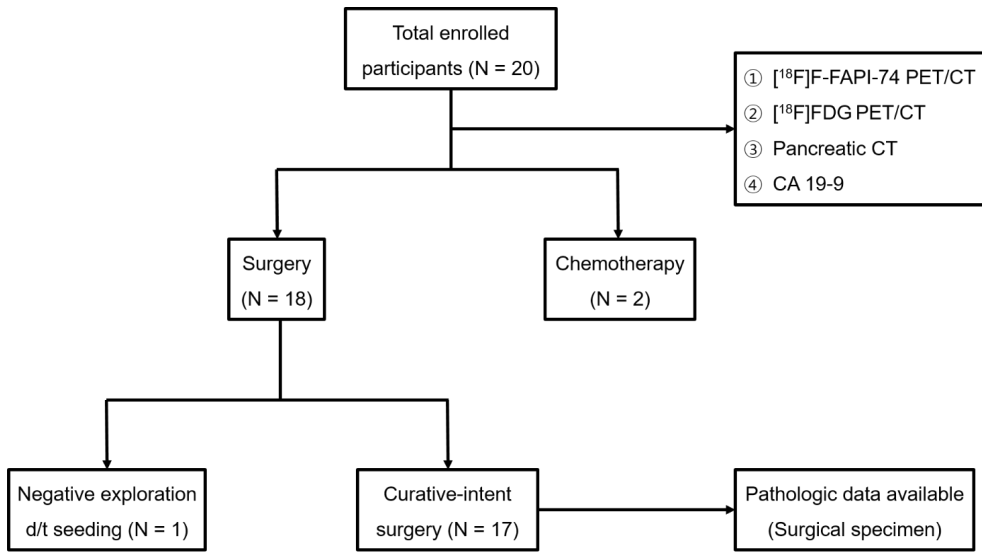 Total enrolled
participants (N = 20)
① [¹⁸F]F-FAPI-74 PET/CT
② [¹⁸F]FDG PET/CT
③ Pancreatic CT
④ CA 19-9
Surgery
(N = 18)
Chemotherapy
(N = 2)
Negative exploration
d/t seeding (N = 1)
Curative-intent
surgery (N = 17)
Pathologic data available
(Surgical specimen)